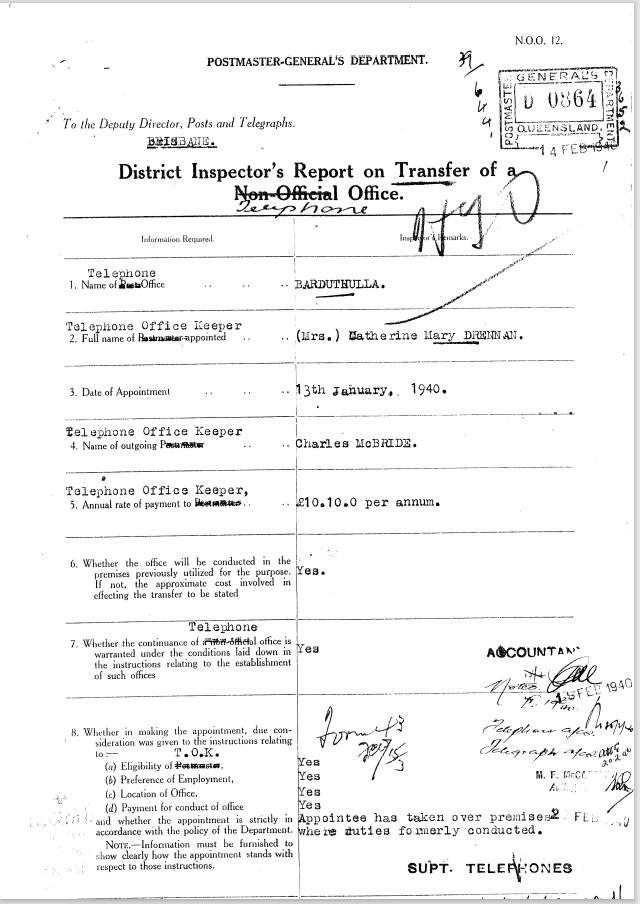 N.O.O. 12.
POSTMASTER-GENERAL'S DEPARTMENT.
POSTMASTER GENERAL'S DEPARTMENT
D 0864
QUEENSLAND.
14 FEB 1940
To the Deputy Director, Posts and Telegraphs.
BRISBANE.
District Inspector's Report on Transfer of a
Non-Official Office.
Telephone
Information Required.
Inspector's Remarks.
Telephone
1. Name of Post Office .. .. .. BARDUTHULLA.
Telephone Office Keeper
2. Full name of Postmaster appointed .. .. (Mrs.) Catherine Mary DRENNAN.
3. Date of Appointment .. .. .. 13th January, 1940.
Telephone Office Keeper
4. Name of outgoing Postmaster .. .. Charles McBRIDE.
Telephone Office Keeper,
5. Annual rate of payment to Postmaster .. .. £10.10.0 per annum.
6. Whether the office will be conducted in the
premises previously utilized for the purpose. Yes.
If not, the approximate cost involved in
effecting the transfer to be stated
Telephone
7. Whether the continuance of a non-official office is Yes
warranted under the conditions laid down in
the instructions relating to the establishment
of such offices
ACCOUNTANT
Noted
15 FEB 1940
8. Whether in making the appointment, due con-
sideration was given to the instructions relating
to :— T.O.K.
(a) Eligibility of Postmaster. Yes
(b) Preference of Employment, Yes
(c) Location of Office. Yes
(d) Payment for conduct of office Yes
and whether the appointment is strictly in Appointee has taken over premises
accordance with the policy of the Department. where duties formerly conducted.
Telephone
Telegraph
M. F. McCA
2 FEB
NOTE.—Information must be furnished to
show clearly how the appointment stands with
respect to those instructions.
SUPT. TELEPHONES